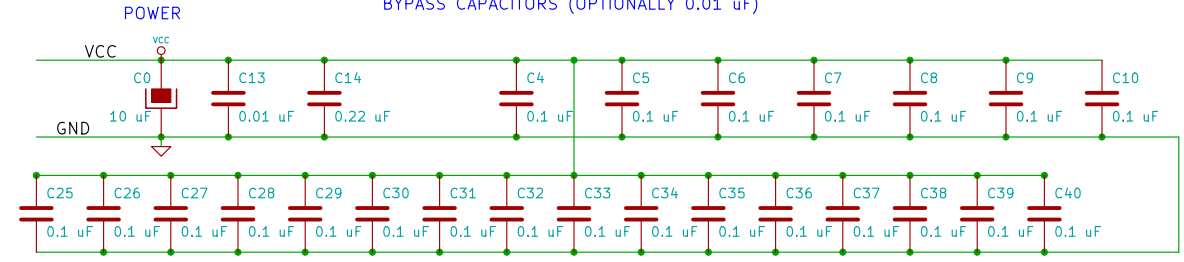 BYPASS CAPACITORS (OPTIONALLY 0.01 uF)
POWER
VCC
VCC
C0 C13 C14 C4 C5 C6 C7 C8 C9 C10
10 uF 0.01 uF 0.22 uF 0.1 uF 0.1 uF 0.1 uF 0.1 uF 0.1 uF 0.1 uF 0.1 uF
GND
C25 C26 C27 C28 C29 C30 C31 C32 C33 C34 C35 C36 C37 C38 C39 C40
0.1 uF 0.1 uF 0.1 uF 0.1 uF 0.1 uF 0.1 uF 0.1 uF 0.1 uF 0.1 uF 0.1 uF 0.1 uF 0.1 uF 0.1 uF 0.1 uF 0.1 uF 0.1 uF